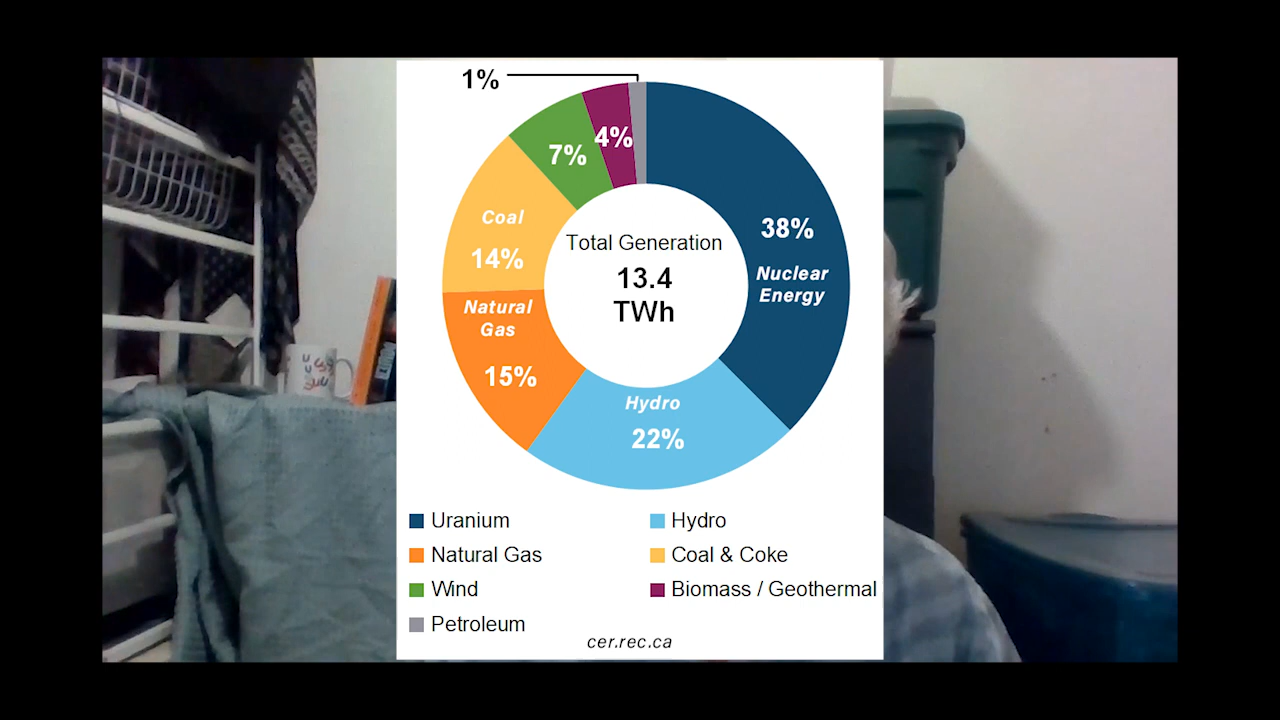 1%
7%
4%
Coal
14%
38%
Nuclear
Energy
Total Generation
13.4
TWh
Natural
Gas
15%
Hydro
22%
Uranium
Hydro
Natural Gas
Coal & Coke
Wind
Biomass / Geothermal
Petroleum
cer.rec.ca